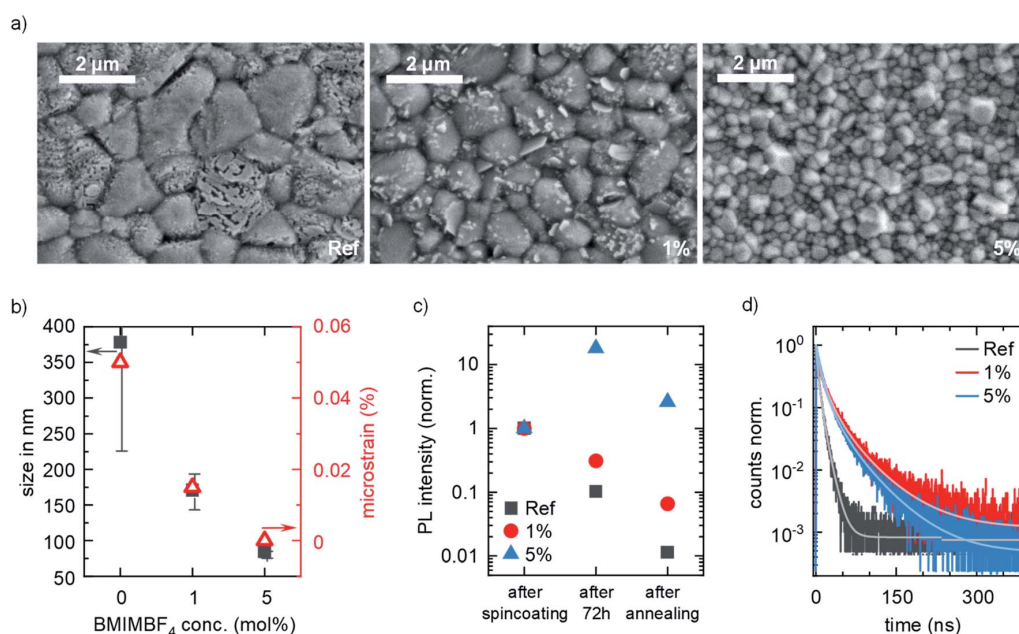 a)
2 µm
Ref
2 µm
1%
2 µm
5%
b)
400
350
300
250
200
150
100
50
size in nm
0.06
0.04
0.02
0
microstrain (%)
0
1
5
BMIMBF₄ conc. (mol%)
c)
10
1
0.1
0.01
PL intensity (norm.)
Ref
1%
5%
after
spincoating
after
72h
after
annealing
d)
10⁰
10⁻¹
10⁻²
10⁻³
counts norm.
Ref
1%
5%
0
150
300
time (ns)